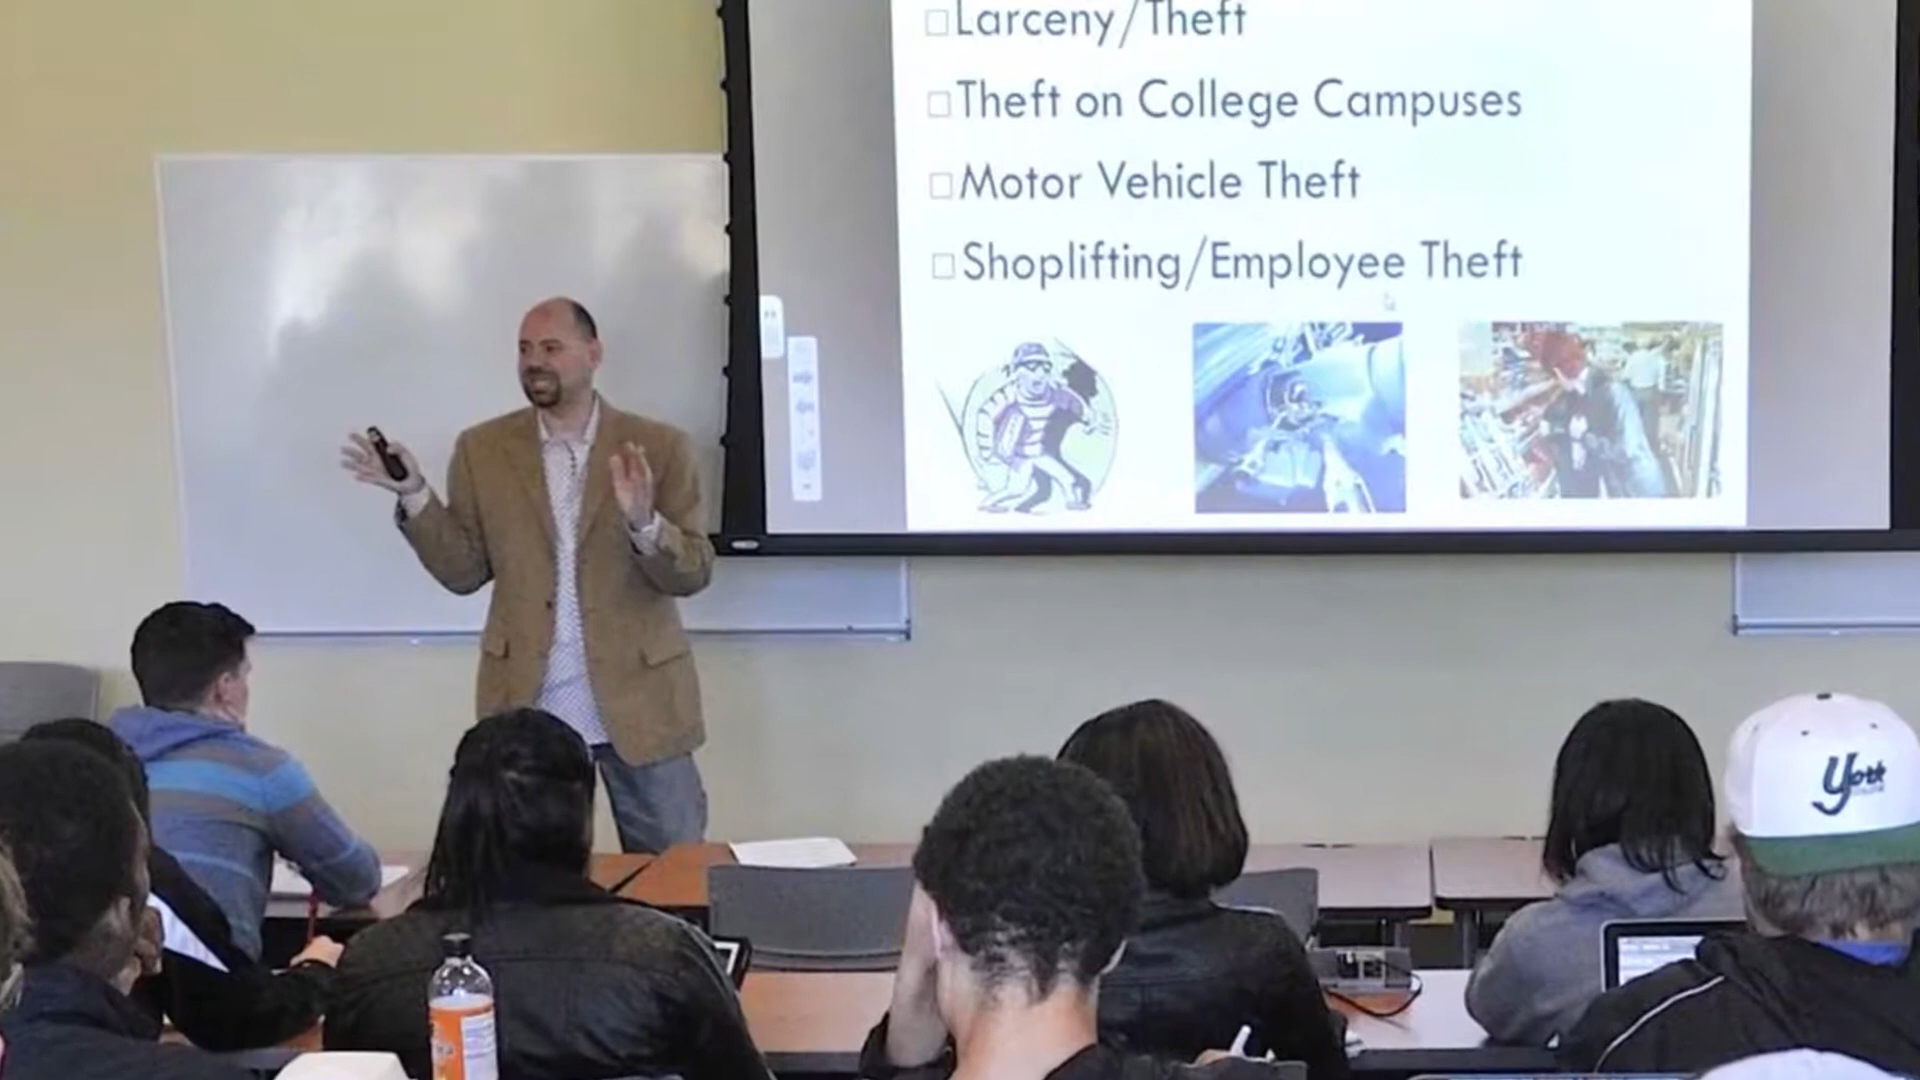 Larceny/Theft
Theft on College Campuses
Motor Vehicle Theft
Shoplifting/Employee Theft
York